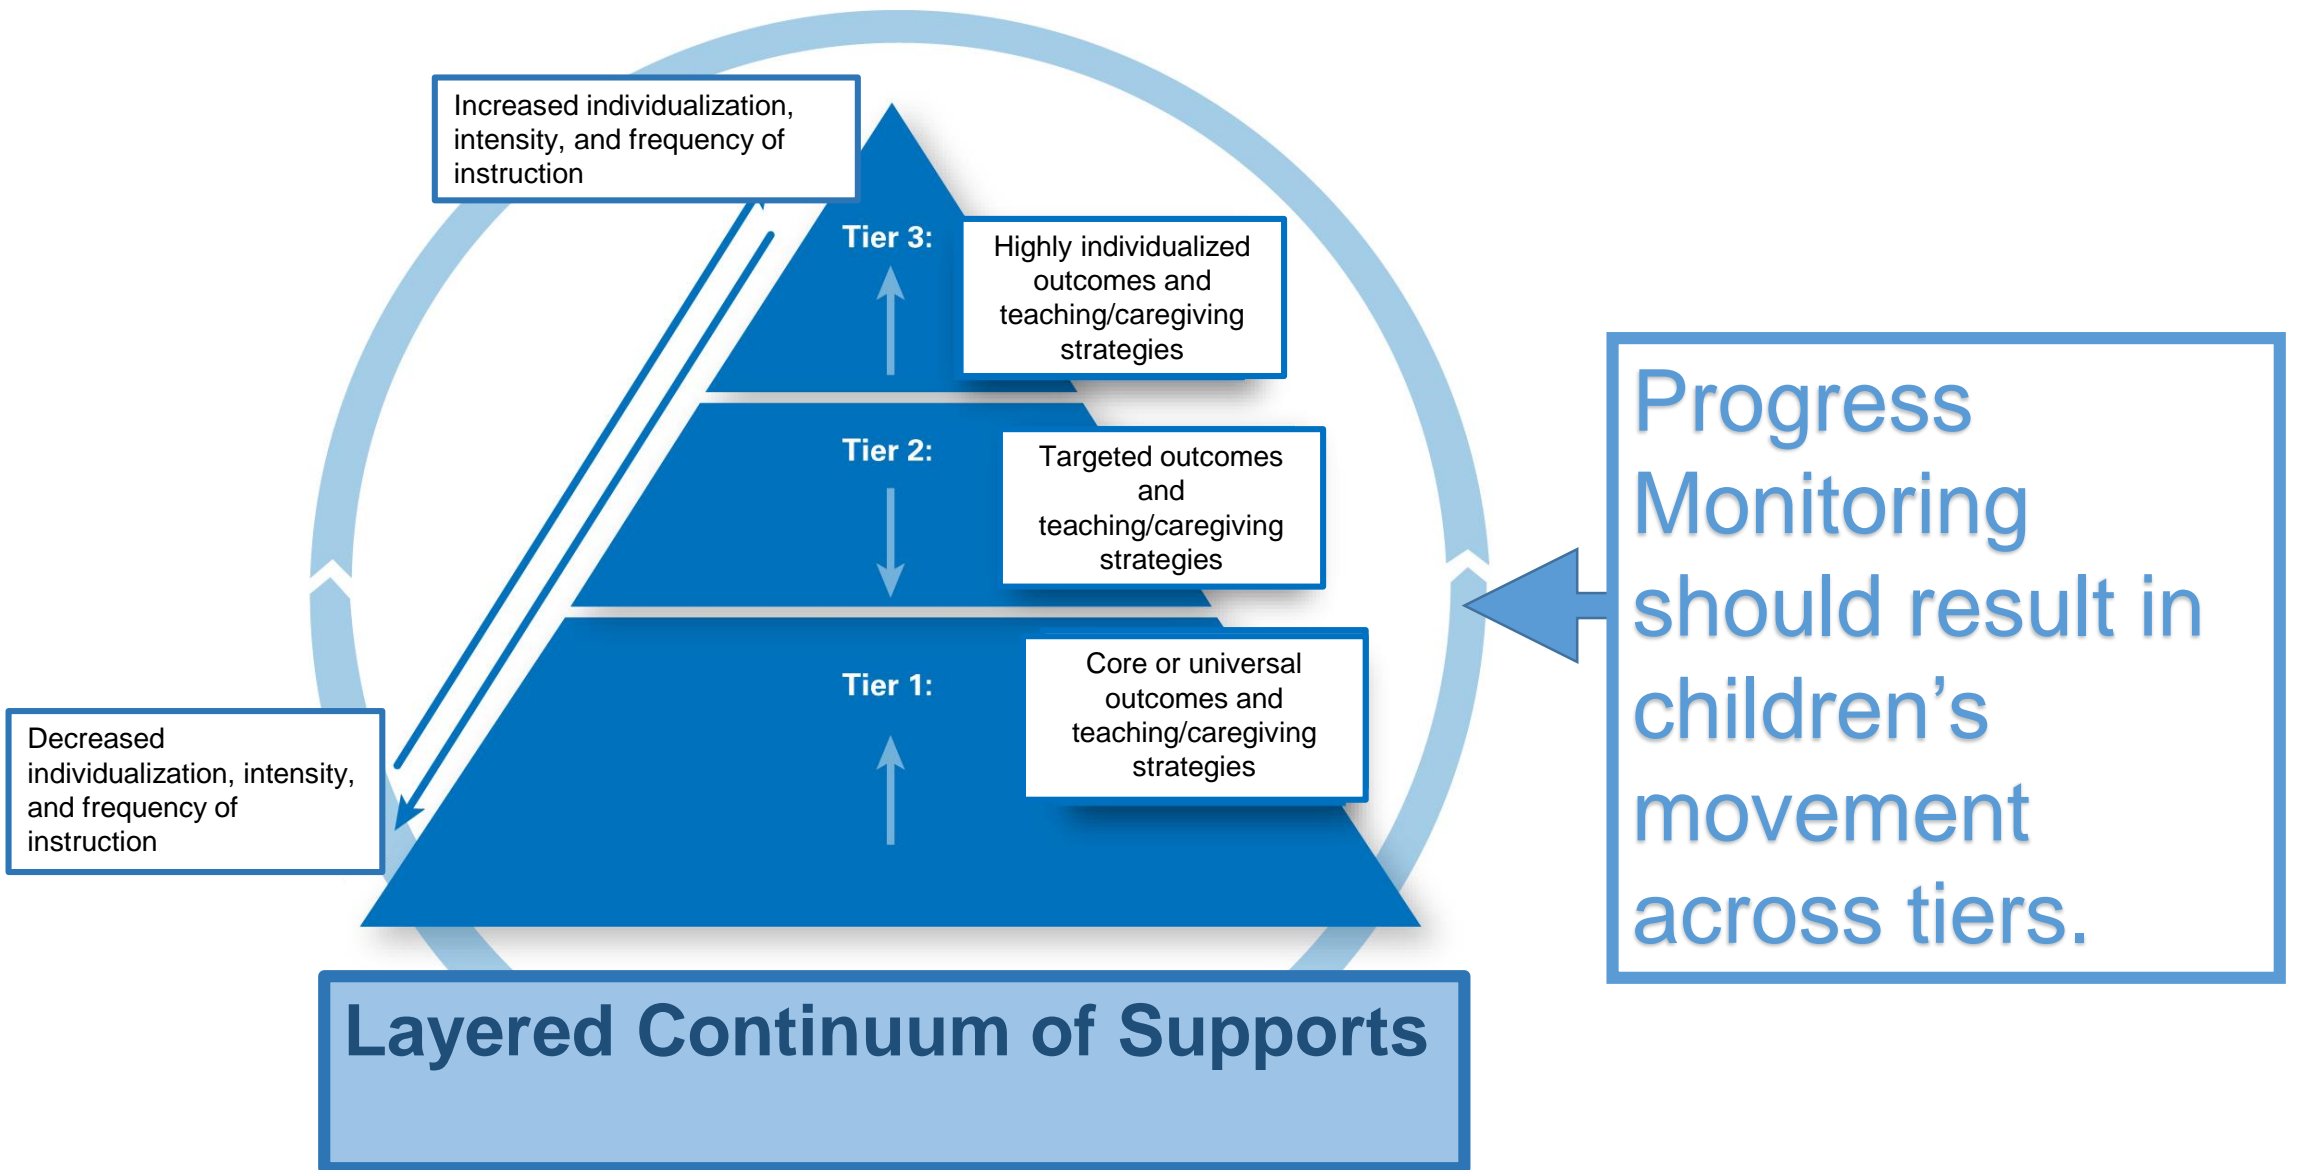 Increased individualization,
intensity, and frequency of
instruction
Tier 3:
Highly individualized
outcomes and
teaching/caregiving
strategies
Tier 2:
Targeted outcomes
and
teaching/caregiving
strategies
Tier 1:
Core or universal
outcomes and
teaching/caregiving
strategies
Decreased
individualization, intensity,
and frequency of
instruction
Progress
Monitoring
should result in
children’s
movement
across tiers.
Layered Continuum of Supports